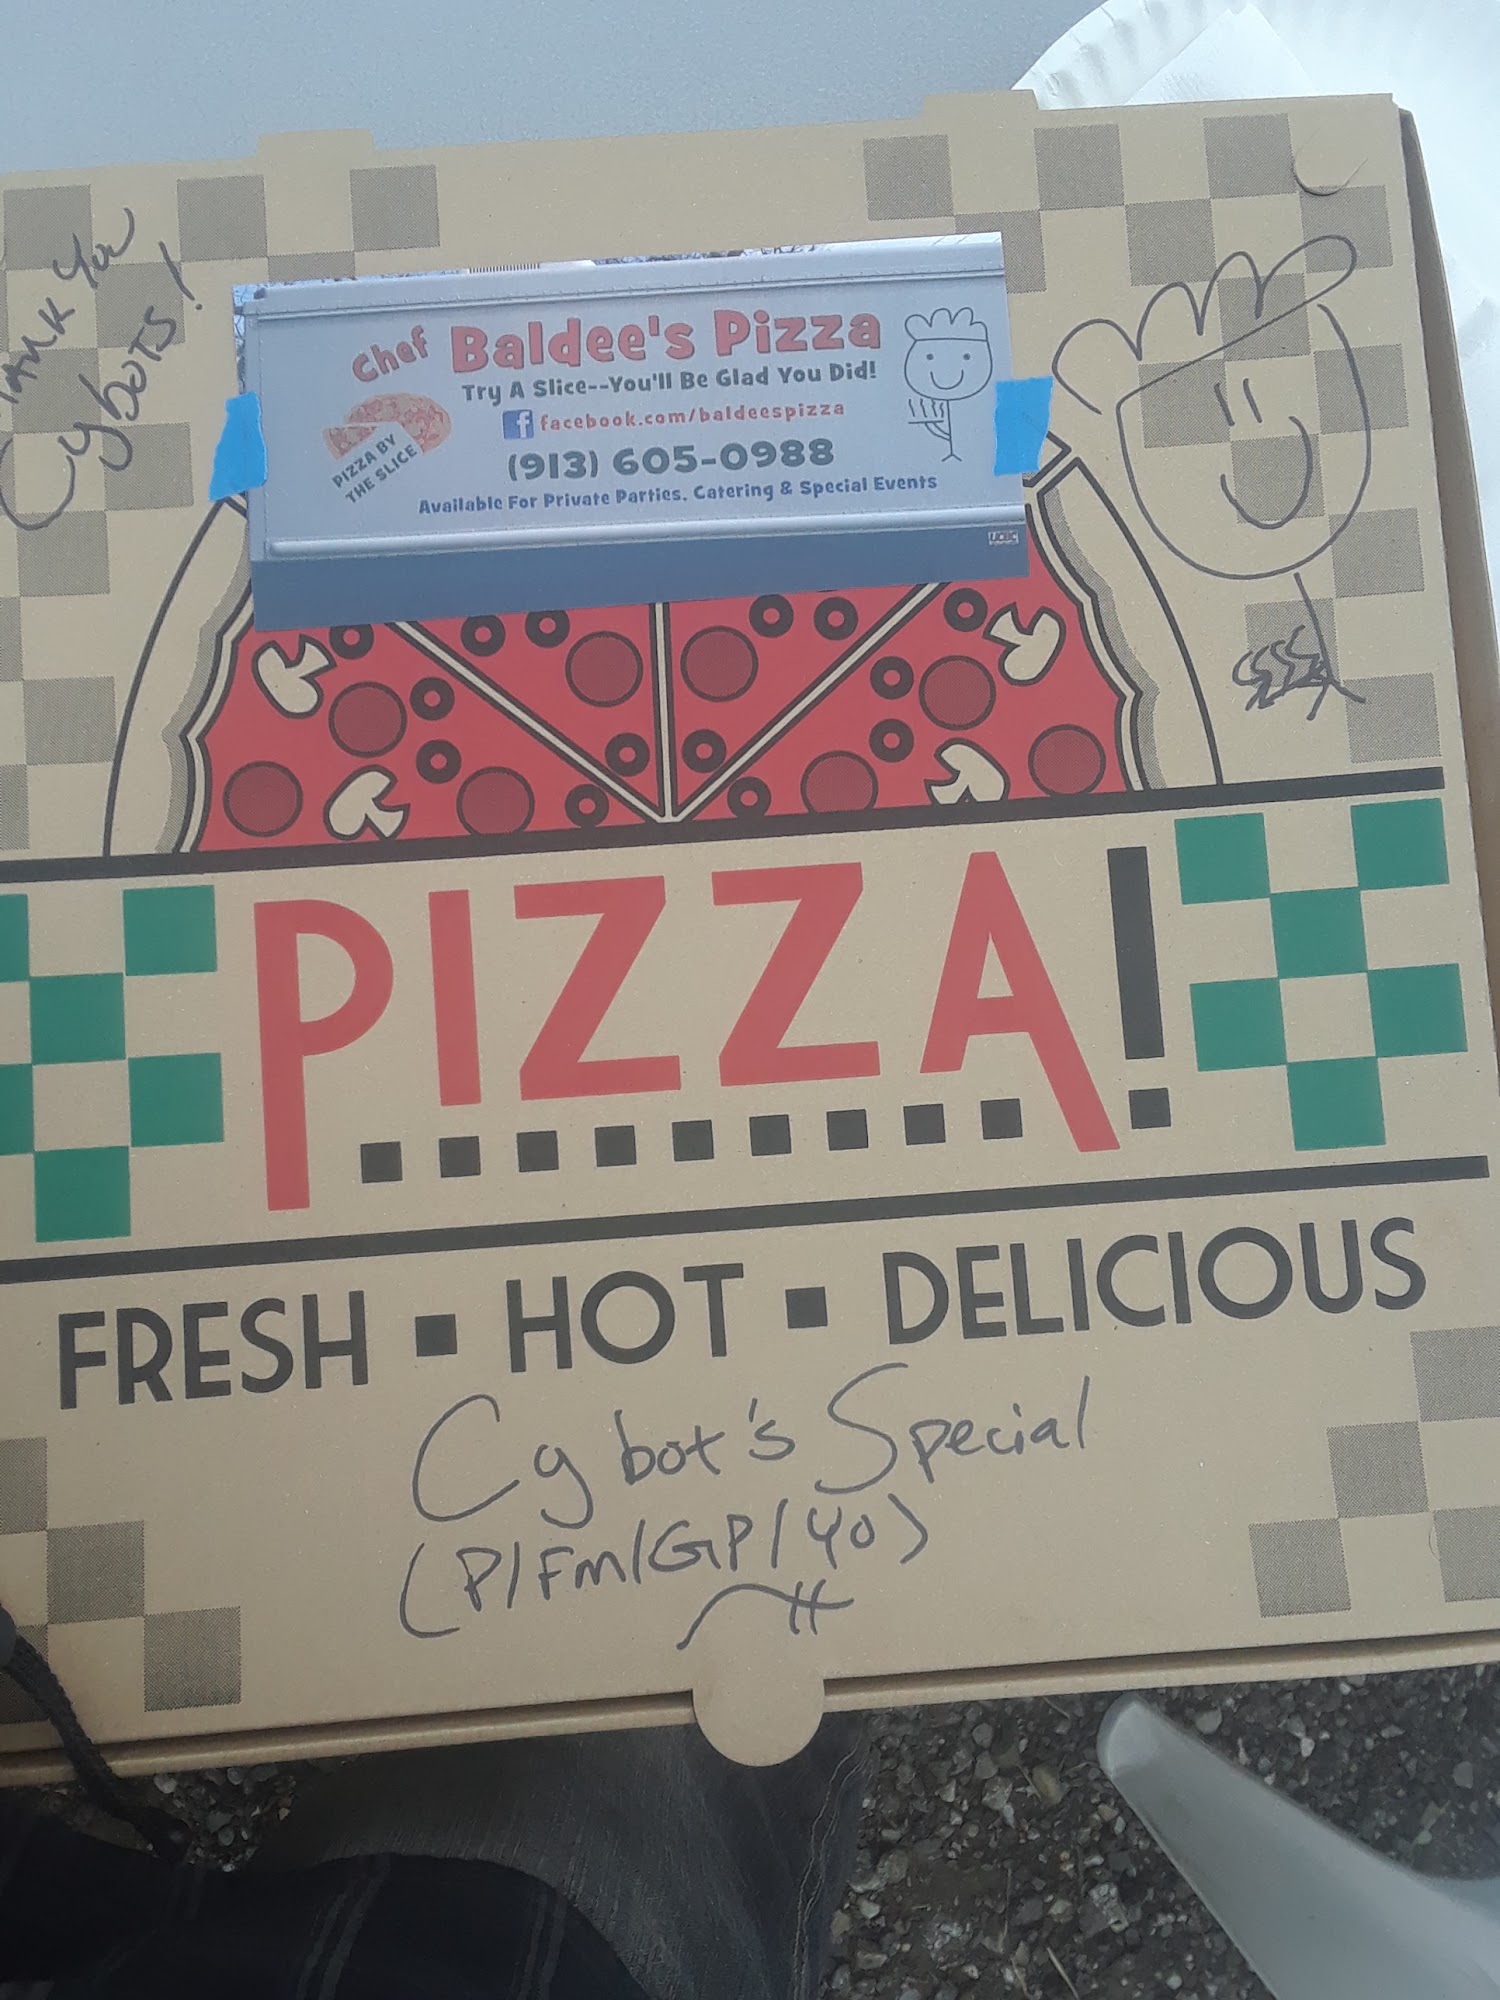 Thank You
Cybots!
Chef Baldee's Pizza
Try A Slice--You'll Be Glad You Did!
f facebook.com/baldeespizza
PIZZA BY
THE SLICE
(913) 605-0988
Available For Private Parties, Catering & Special Events
PIZZA!
FRESH ▪ HOT ▪ DELICIOUS
Cybot's Special
(P/Fm/GP/YO)